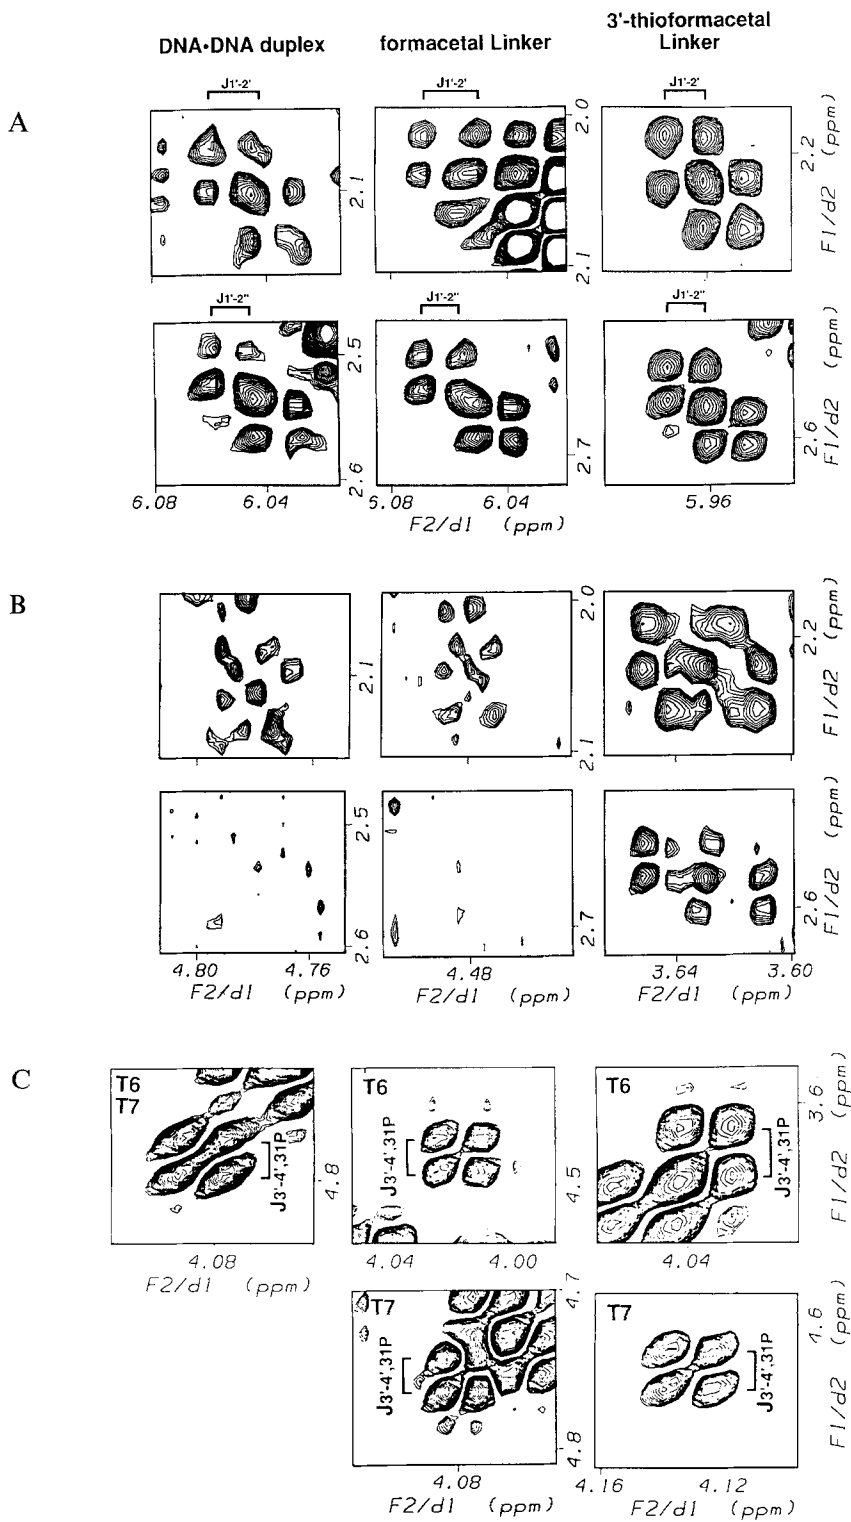 DNA•DNA duplex
formacetal Linker
3'-thioformacetal
Linker
A
J1'-2'
J1'-2'
J1'-2'
2.1
2.0
2.1
2.2
F1/d2 (ppm)
J1'-2"
J1'-2"
J1'-2"
2.5
2.6
2.7
2.6
F1/d2 (ppm)
6.08
6.04
6.08
6.04
5.96
F2/d1 (ppm)
B
2.1
2.0
2.1
2.2
F1/d2 (ppm)
2.5
2.6
2.7
2.6
F1/d2 (ppm)
4.80
4.76
4.48
3.64
3.60
F2/d1 (ppm)
F2/d1 (ppm)
F2/d1 (ppm)
C
T6
T7
J3'-4',31P
4.8
T6
J3'-4',31P
4.5
T6
J3'-4',31P
3.6
F1/d2 (ppm)
4.08
4.04
4.00
4.04
F2/d1 (ppm)
T7
J3'-4',31P
4.7
4.8
T7
J3'-4',31P
4.6
F1/d2 (ppm)
4.08
4.16
4.12
F2/d1 (ppm)
F2/d1 (ppm)